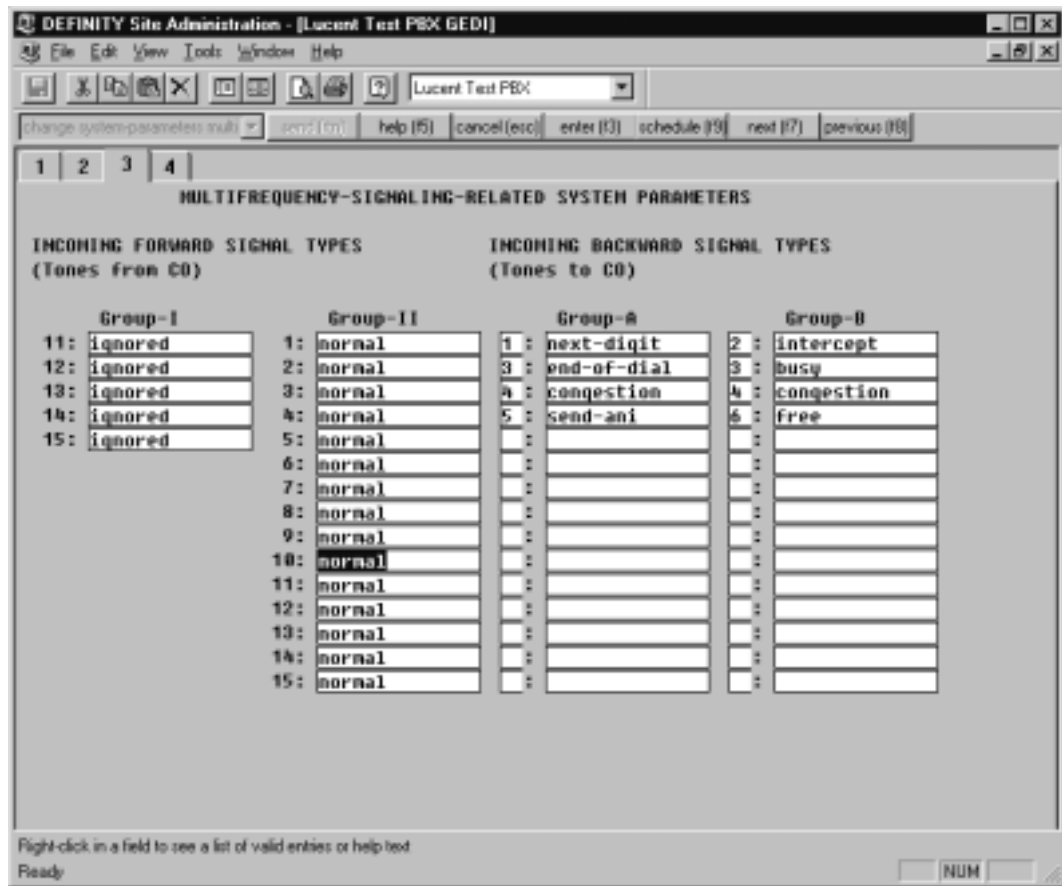 DEFINITY Site Administration - [Lucent Test PBX GEDI]
File Edit View Tools Window Help
Lucent Test PBX
change system-parameters multi help (f5) cancel (esc) enter (f3) schedule (f9) next (f7) previous (f8)
1 2 3 4
MULTIFREQUENCY-SIGNALING-RELATED SYSTEM PARAMETERS
INCOMING FORWARD SIGNAL TYPES INCOMING BACKWARD SIGNAL TYPES
(Tones from CO) (Tones to CO)
Group-I Group-II Group-A Group-B
11: ignored 1: normal 1 : next-digit 2 : intercept
12: ignored 2: normal 3 : end-of-dial 3 : busy
13: ignored 3: normal 4 : congestion 4 : congestion
14: ignored 4: normal 5 : send-ani 6 : free
15: ignored 5: normal : :
6: normal : :
7: normal : :
8: normal : :
9: normal : :
10: normal : :
11: normal : :
12: normal : :
13: normal : :
14: normal : :
15: normal : :
Right-click in a field to see a list of valid entries or help text
Ready NUM